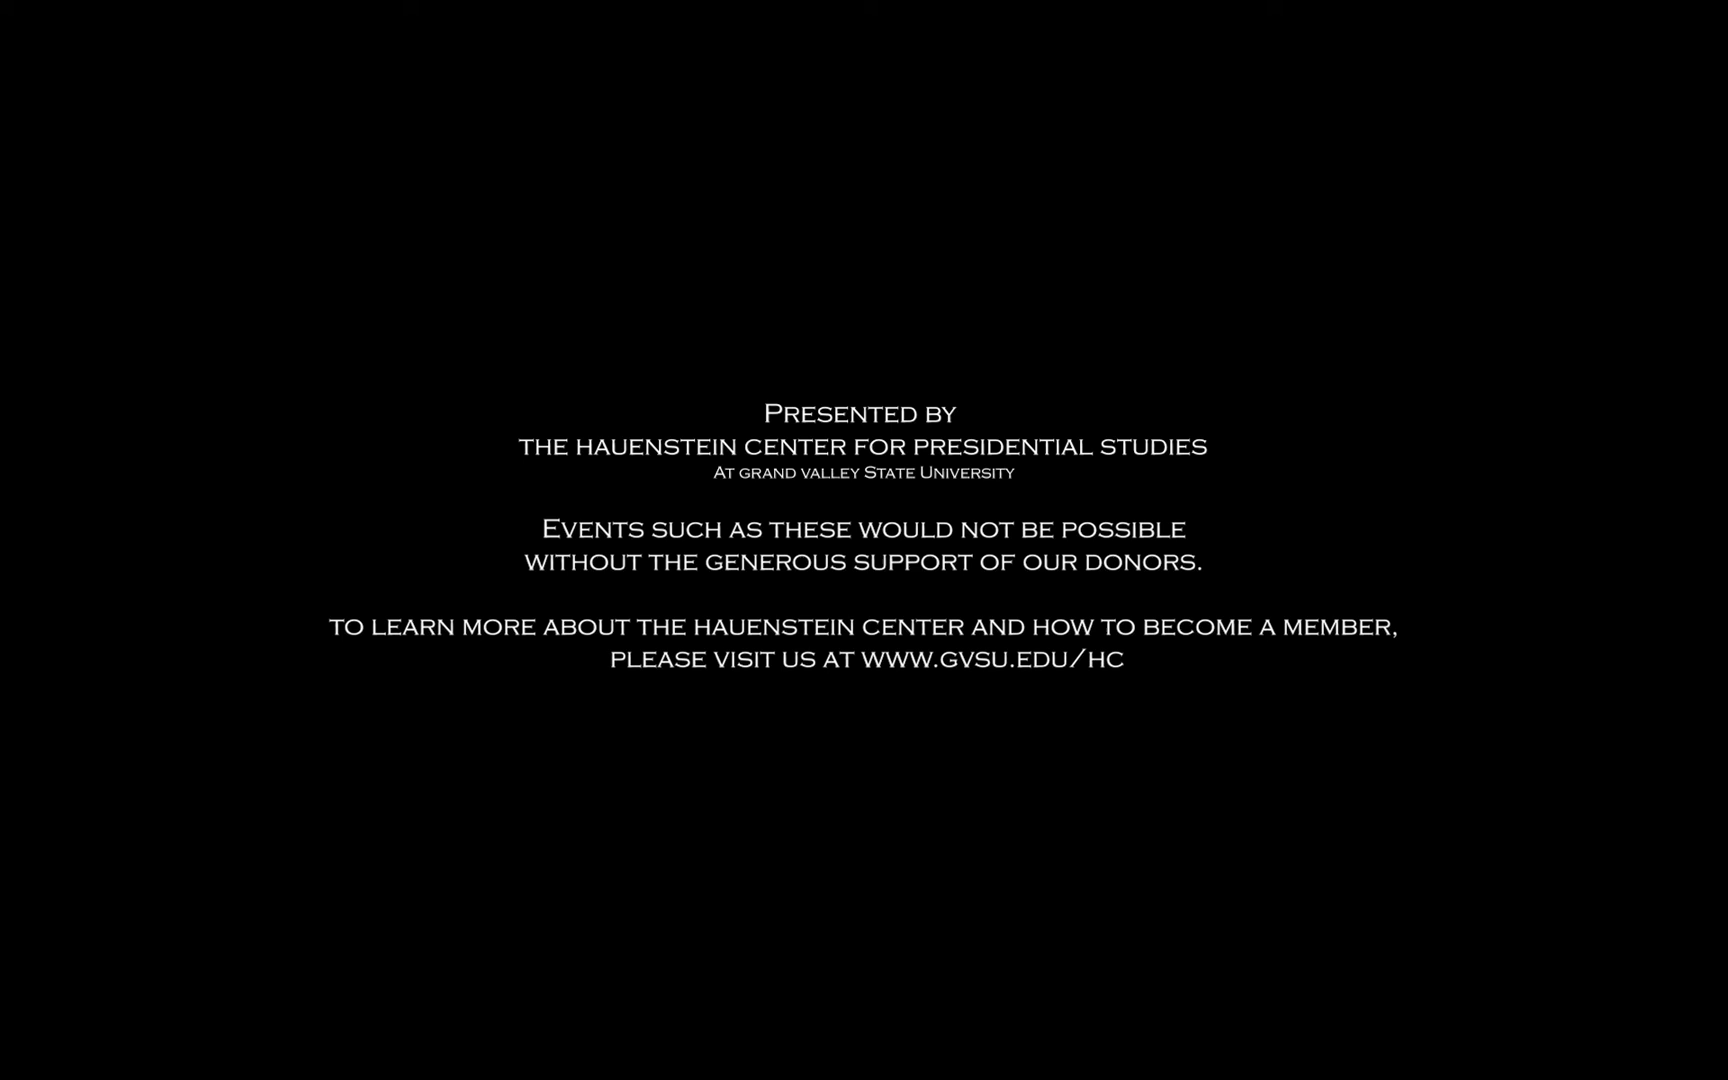 Presented by
the Hauenstein Center for Presidential Studies
At Grand Valley State University
Events such as these would not be possible
without the generous support of our donors.
to learn more about the Hauenstein Center and how to become a member,
please visit us at www.gvsu.edu/hc